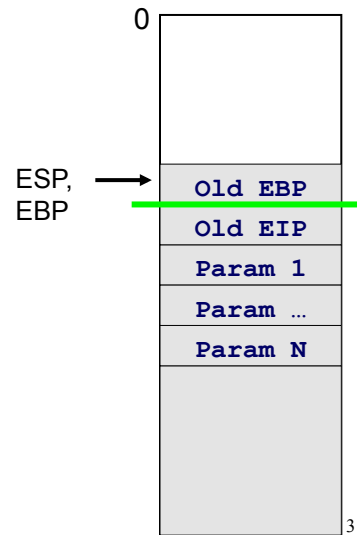 0
ESP,
EBP
Old EBP
Old EIP
Param 1
Param …
Param N
3